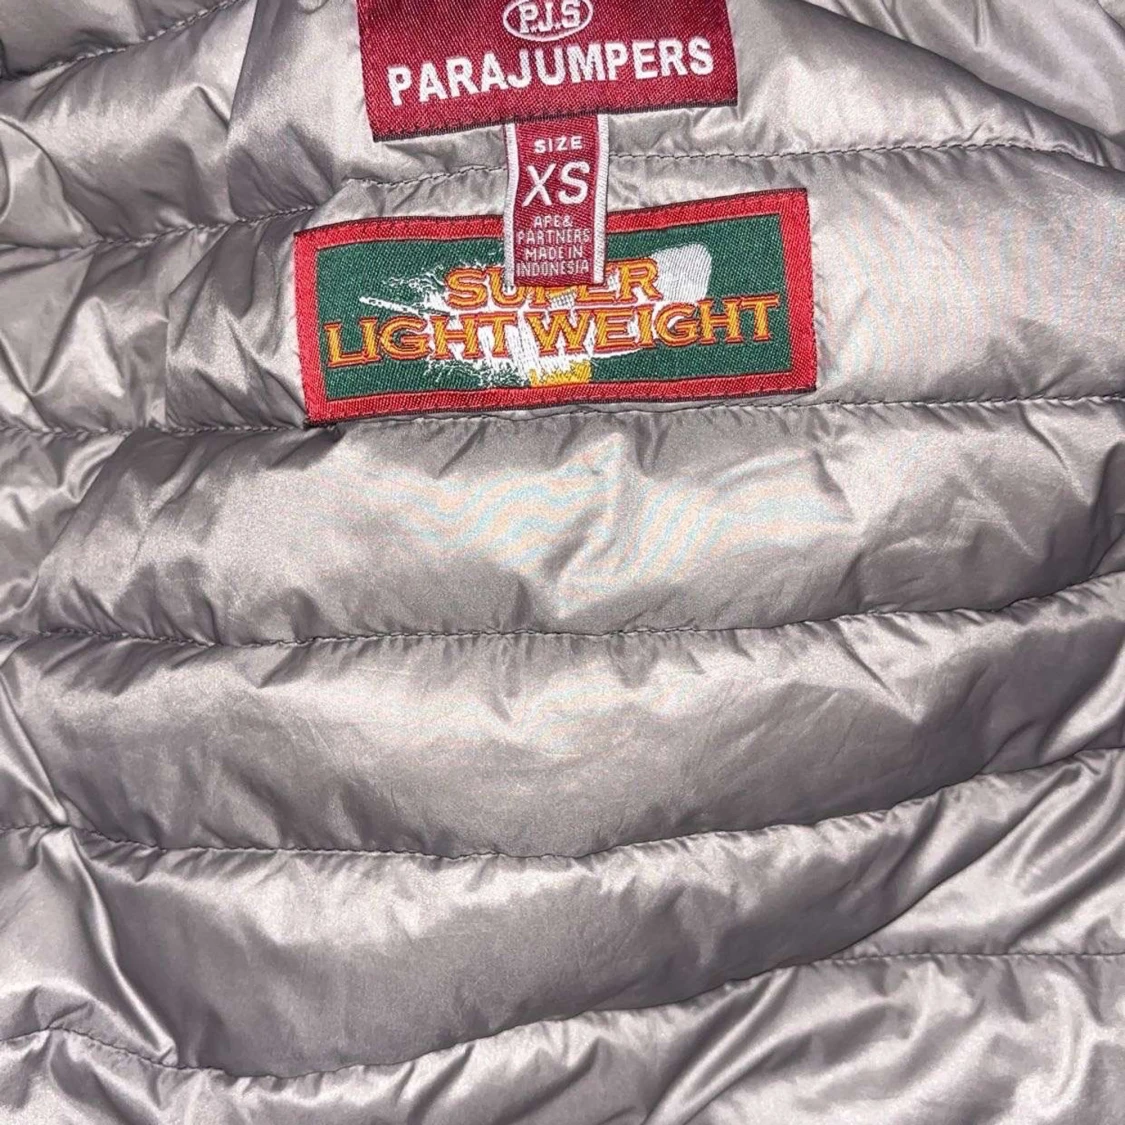 P.J.S
PARAJUMPERS
SIZE
XS
APE&
PARTNERS
MADE IN
INDONESIA
SUPER
LIGHT WEIGHT